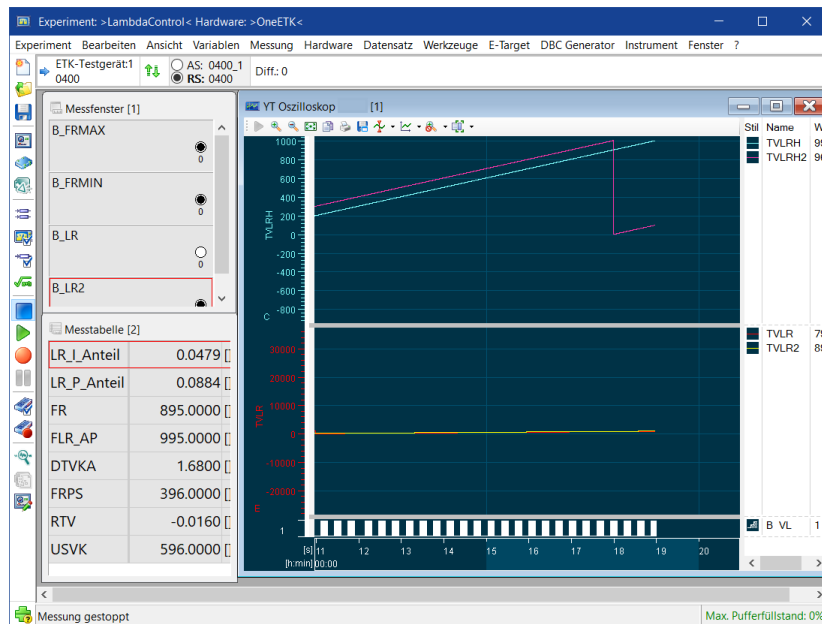 Experiment: >LambdaControl< Hardware: >OneETK<
Experiment Bearbeiten Ansicht Variablen Messung Hardware Datensatz Werkzeuge E-Target DBC Generator Instrument Fenster ?
ETK-Testgerät:1
0400
AS: 0400_1
RS: 0400
Diff.: 0
Messfenster [1]
B_FRMAX
0
B_FRMIN
0
B_LR
0
B_LR2
Messtabelle [2]
LR_I_Anteil 0.0479 []
LR_P_Anteil 0.0884 []
FR 895.0000 []
FLR_AP 995.0000 []
DTVKA 1.6800 []
FRPS 396.0000 []
RTV -0.0160 []
USVK 596.0000 []
YT Oszilloskop [1]
1000
800
600
400
200
0
-200
-400
-600
-800
TVLRH
C
30000
20000
10000
0
-10000
-20000
TVLR
E
1
[s] 11 12 13 14 15 16 17 18 19 20
[h:min] 00:00
Stil Name W
TVLRH 99
TVLRH2 96
TVLR 79
TVLR2 89
B VL 1
Messung gestoppt
Max. Pufferfüllstand: 0%